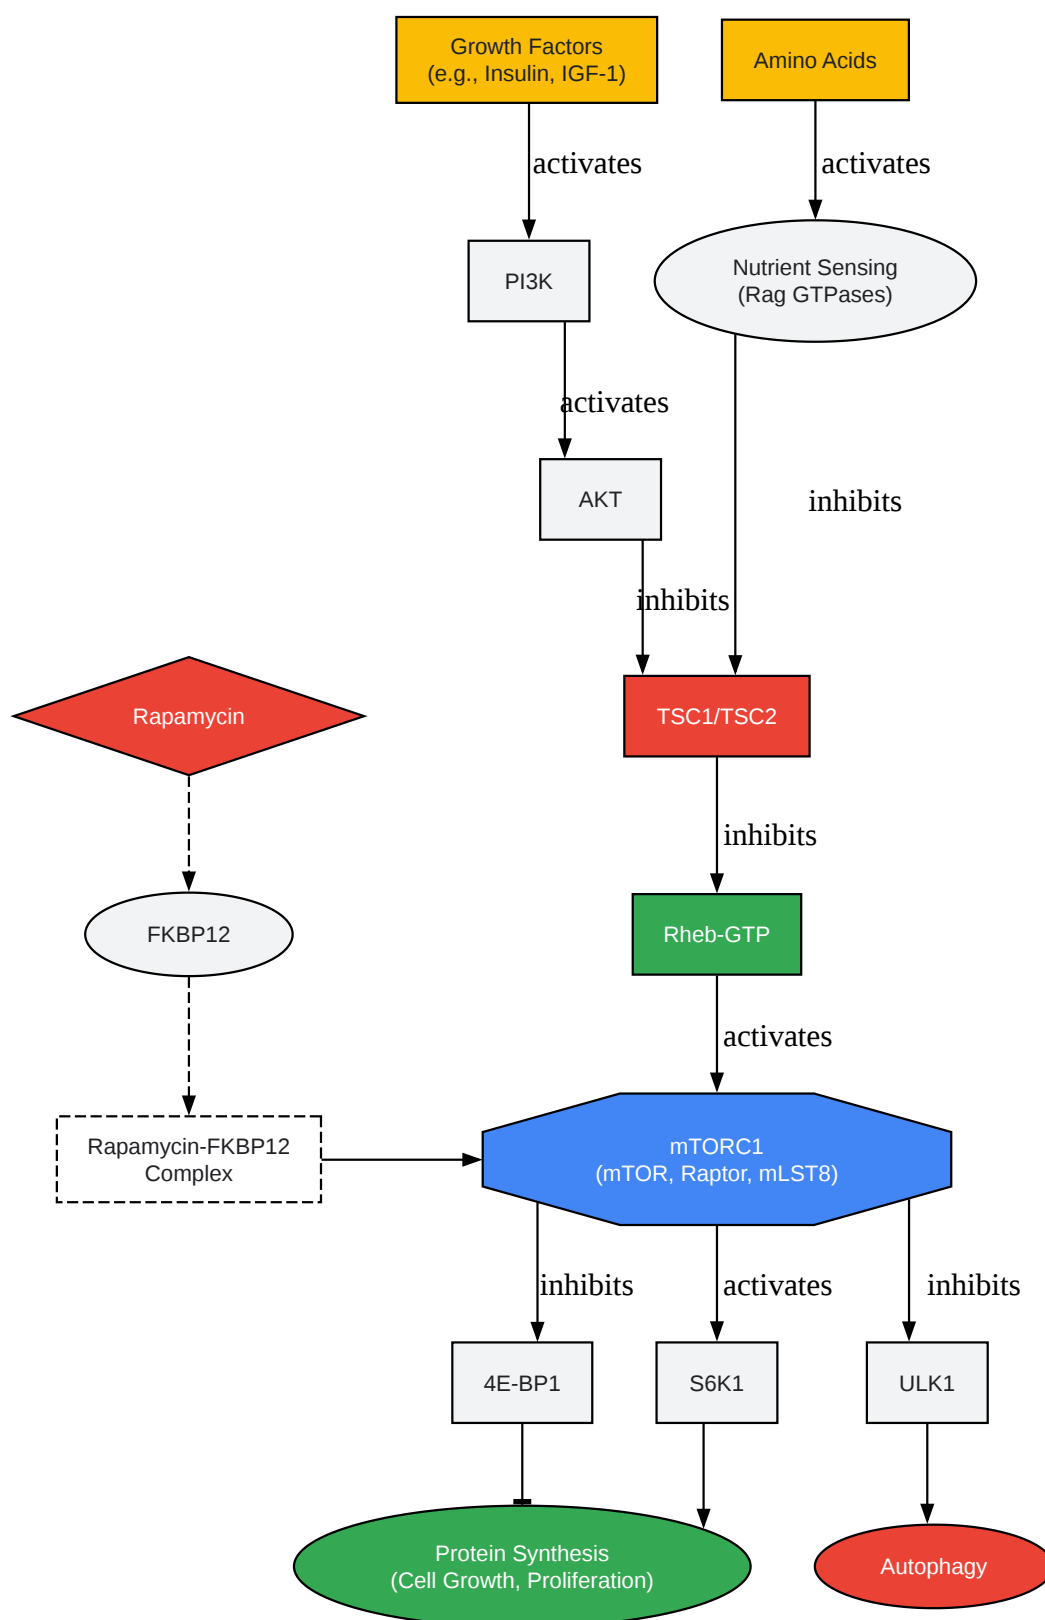 Growth Factors
(e.g., Insulin, IGF-1)
Amino Acids
activates
activates
PI3K
Nutrient Sensing
(Rag GTPases)
activates
AKT
inhibits
inhibits
Rapamycin
TSC1/TSC2
inhibits
FKBP12
Rheb-GTP
activates
Rapamycin-FKBP12
Complex
mTORC1
(mTOR, Raptor, mLST8)
inhibits
activates
inhibits
4E-BP1
S6K1
ULK1
Protein Synthesis
(Cell Growth, Proliferation)
Autophagy